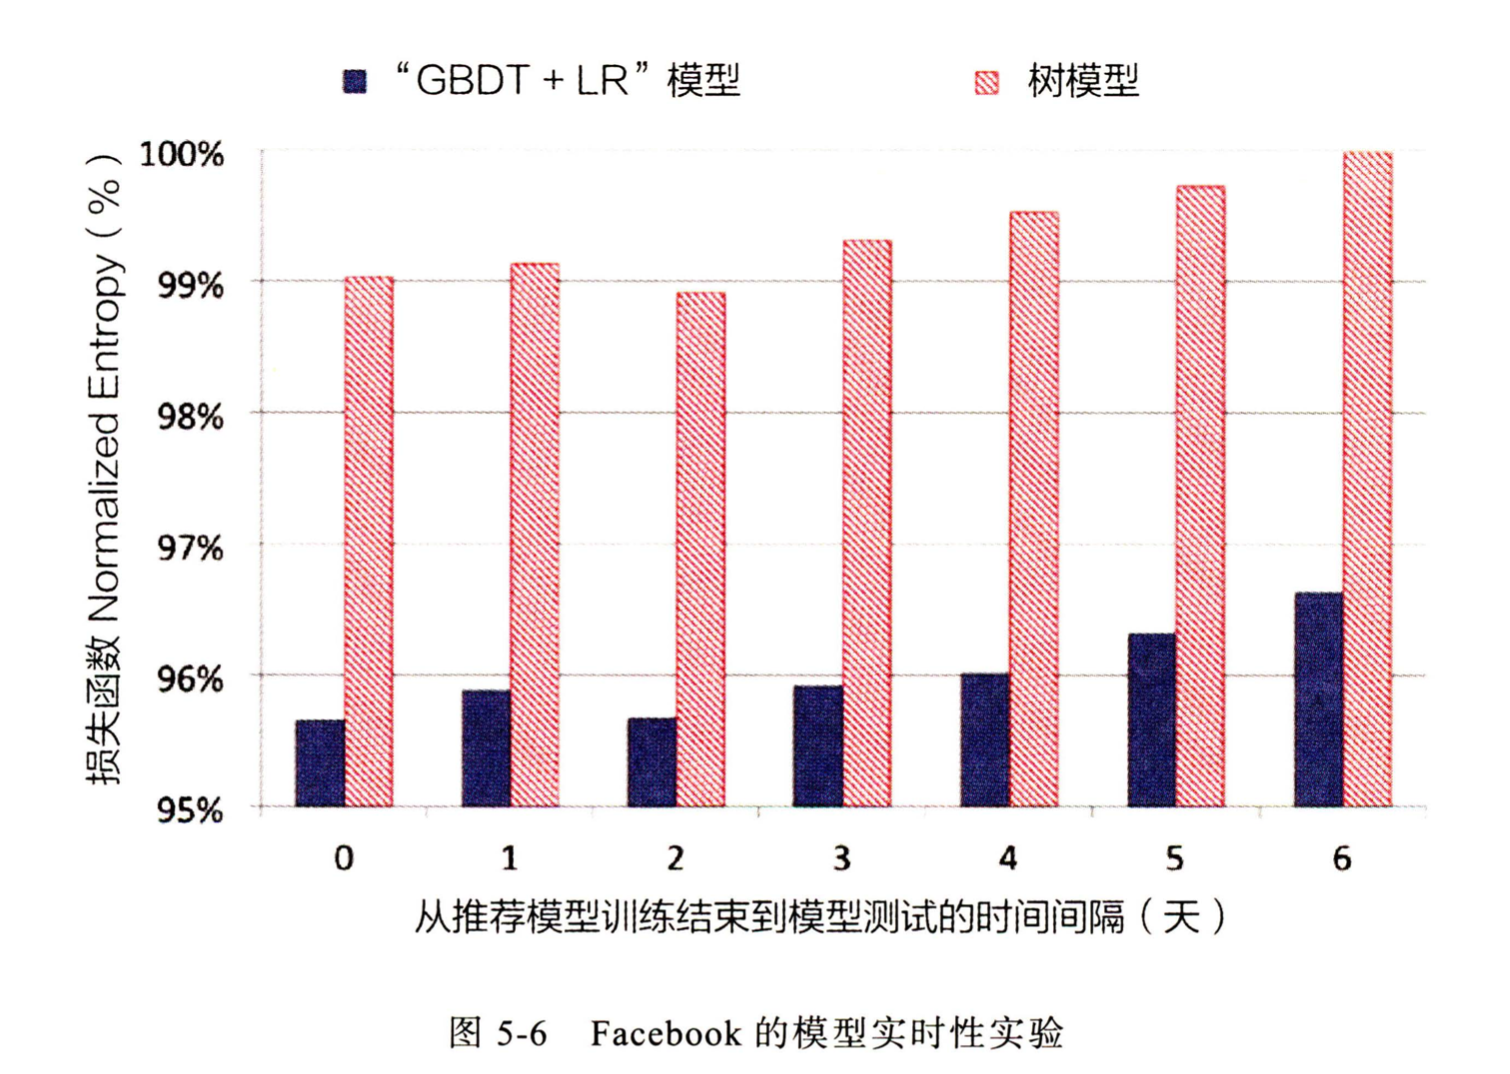 “GBDT + LR” 模型
树模型
损失函数 Normalized Entropy（%）
100%
99%
98%
97%
96%
95%
0 1 2 3 4 5 6
从推荐模型训练结束到模型测试的时间间隔（天）
图 5-6 Facebook 的模型实时性实验